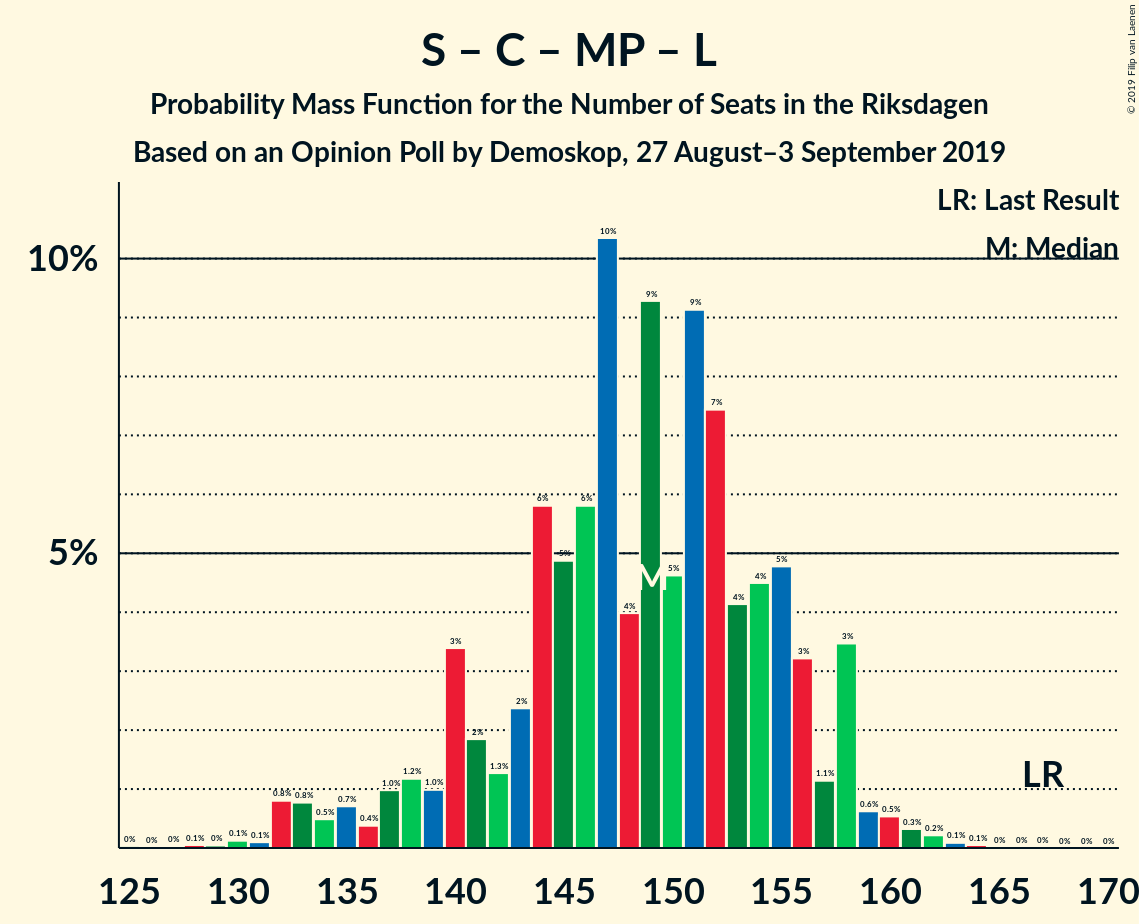 S – C – MP – L
Probability Mass Function for the Number of Seats in the Riksdagen
Based on an Opinion Poll by Demoskop, 27 August–3 September 2019
© 2019 Filip van Laenen
LR: Last Result
M: Median
10%
5%
0% 0% 0% 0.1% 0% 0.1% 0.1% 0.8% 0.8% 0.5% 0.7% 0.4% 1.0% 1.2% 1.0% 3% 2% 1.3% 2% 6% 5% 6% 10% 4% 9% 5% 9% 7% 4% 4% 5% 3% 1.1% 3% 0.6% 0.5% 0.3% 0.2% 0.1% 0.1% 0% 0% 0% 0% 0% 0%
M
LR
125 130 135 140 145 150 155 160 165 170